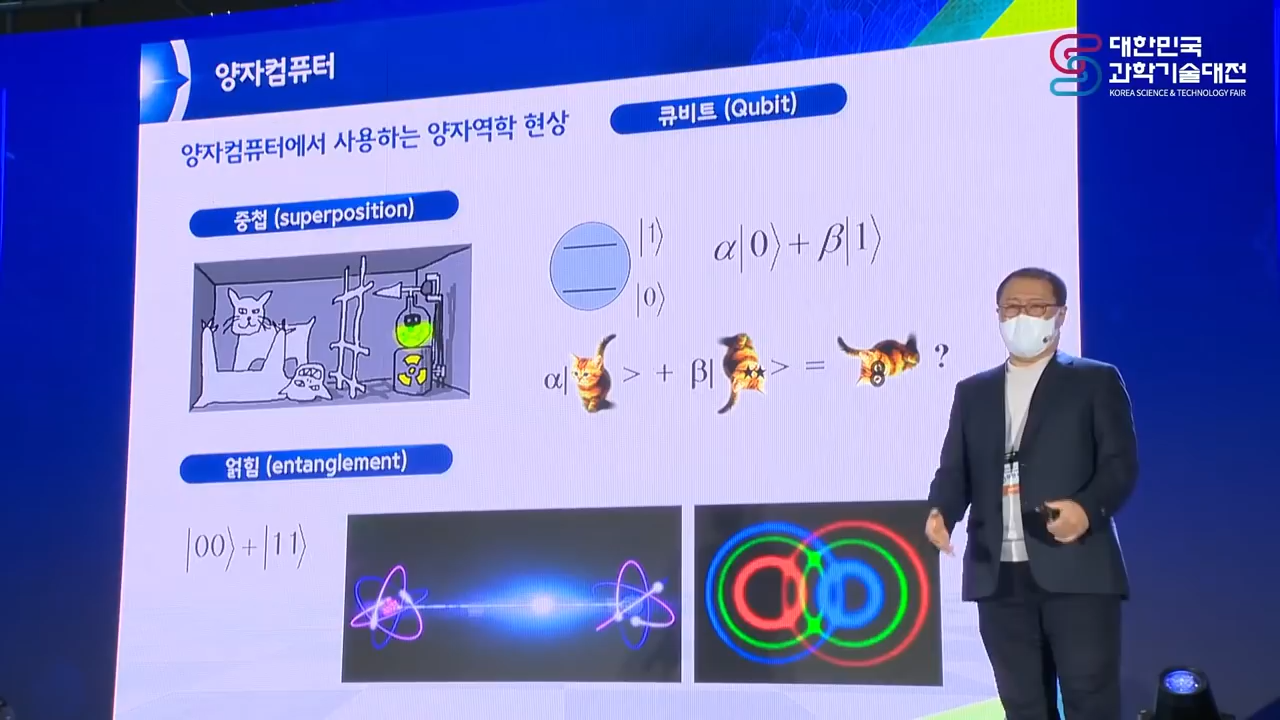 양자컴퓨터
대한민국
과학기술대전
KOREA SCIENCE & TECHNOLOGY FAIR
양자컴퓨터에서 사용하는 양자역학 현상
큐비트 (Qubit)
중첩 (superposition)
|1⟩
|0⟩
α|0⟩ + β|1⟩
α| > + β| > = ?
얽힘 (entanglement)
|00⟩+|11⟩